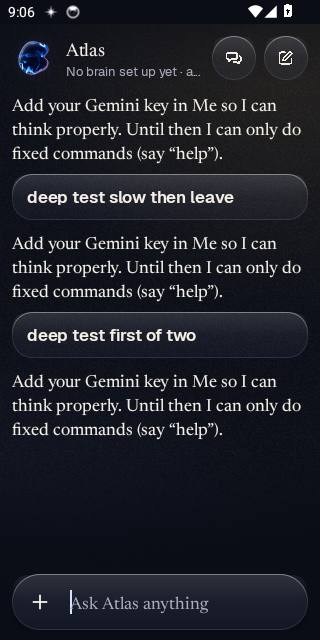 9:06
Atlas
No brain set up yet · a...
Add your Gemini key in Me so I can
think properly. Until then I can only do
fixed commands (say “help”).
deep test slow then leave
Add your Gemini key in Me so I can
think properly. Until then I can only do
fixed commands (say “help”).
deep test first of two
Add your Gemini key in Me so I can
think properly. Until then I can only do
fixed commands (say “help”).
Ask Atlas anything